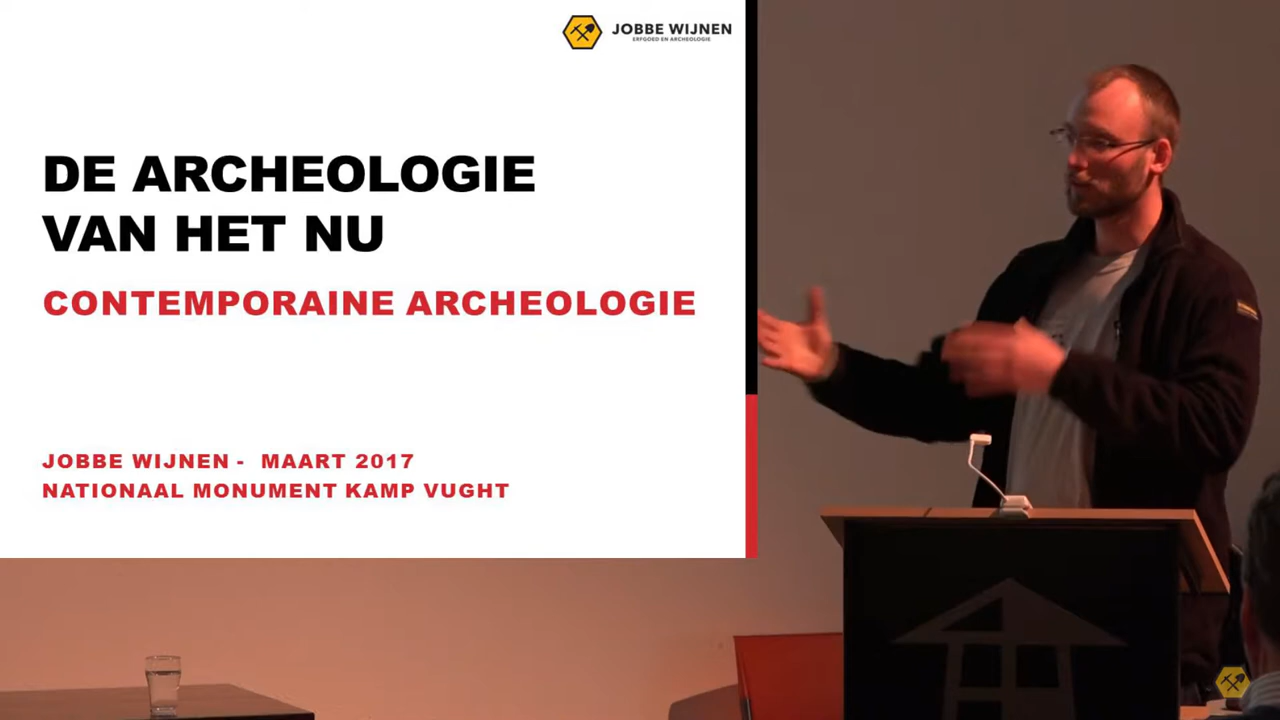 JOBBE WIJNEN
ERFGOED EN ARCHEOLOGIE
DE ARCHEOLOGIE
VAN HET NU
CONTEMPORAINE ARCHEOLOGIE
JOBBE WIJNEN - MAART 2017
NATIONAAL MONUMENT KAMP VUGHT